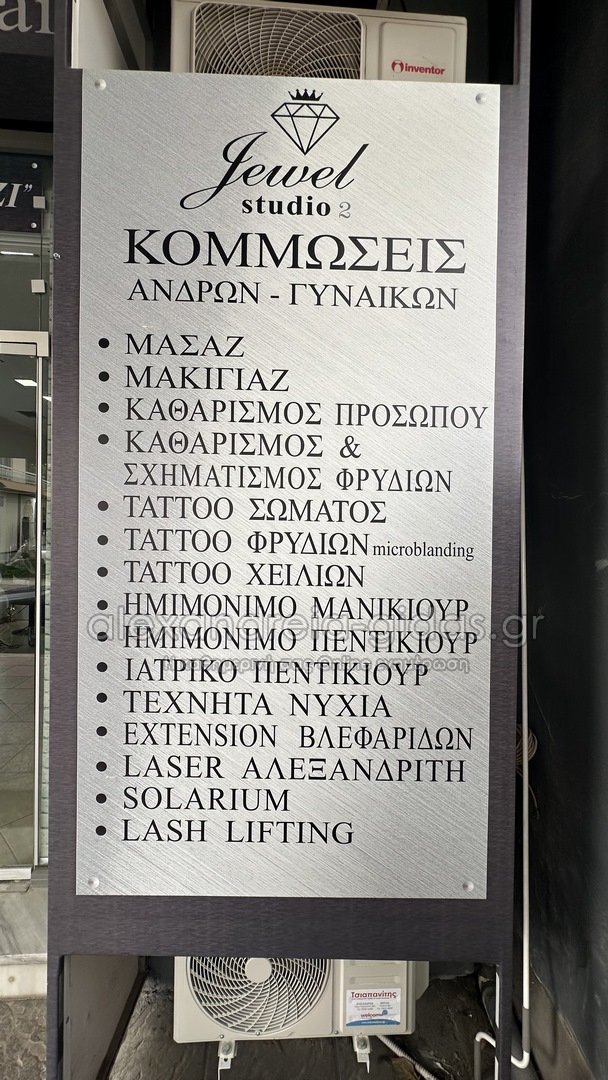 inventor
Jewel
studio 2
ΚΟΜΜΩΣΕΙΣ
ΑΝΔΡΩΝ - ΓΥΝΑΙΚΩΝ
• ΜΑΣΑΖ
• ΜΑΚΙΓΙΑΖ
• ΚΑΘΑΡΙΣΜΟΣ ΠΡΟΣΩΠΟΥ
• ΚΑΘΑΡΙΣΜΟΣ &
ΣΧΗΜΑΤΙΣΜΟΣ ΦΡΥΔΙΩΝ
• TATTOO ΣΩΜΑΤΟΣ
• TATTOO ΦΡΥΔΙΩΝ microblanding
• TATTOO ΧΕΙΛΙΩΝ
• ΗΜΙΜΟΝΙΜΟ ΜΑΝΙΚΙΟΥΡ
alexandreia-gidas.gr
• ΗΜΙΜΟΝΙΜΟ ΠΕΝΤΙΚΙΟΥΡ
• ΙΑΤΡΙΚΟ ΠΕΝΤΙΚΙΟΥΡ
• ΤΕΧΝΗΤΑ ΝΥΧΙΑ
• EXTENSION ΒΛΕΦΑΡΙΔΩΝ
• LASER ΑΛΕΞΑΝΔΡΙΤΗ
• SOLARIUM
• LASH LIFTING
Τσιαπανίτης